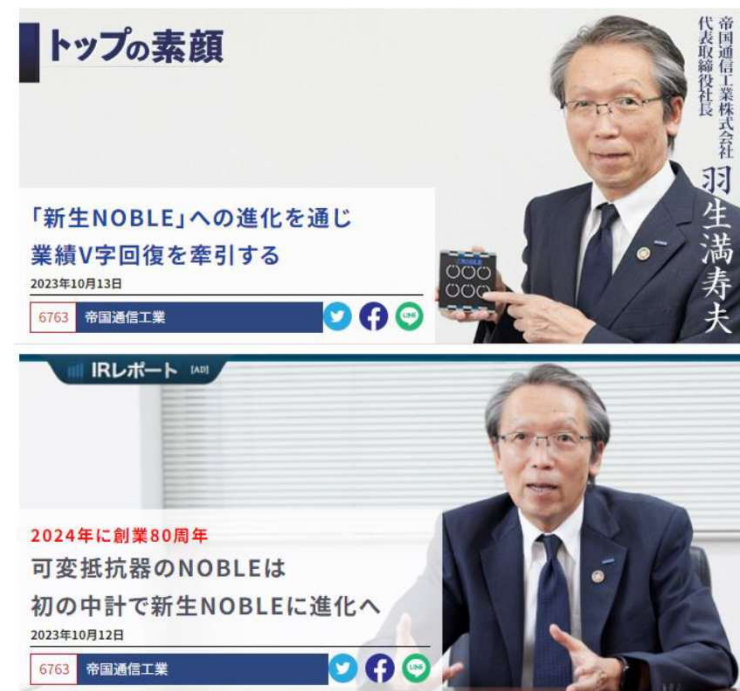 トップの素顔
帝国通信工業株式会社
代表取締役社長
羽生満寿夫
NOBLE
「新生NOBLE」への進化を通じ
業績V字回復を牽引する
2023年10月13日
6763 帝国通信工業
LINE
IRレポート [AD]
2024年に創業80周年
可変抵抗器のNOBLEは
初の中計で新生NOBLEに進化へ
2023年10月12日
6763 帝国通信工業
LINE